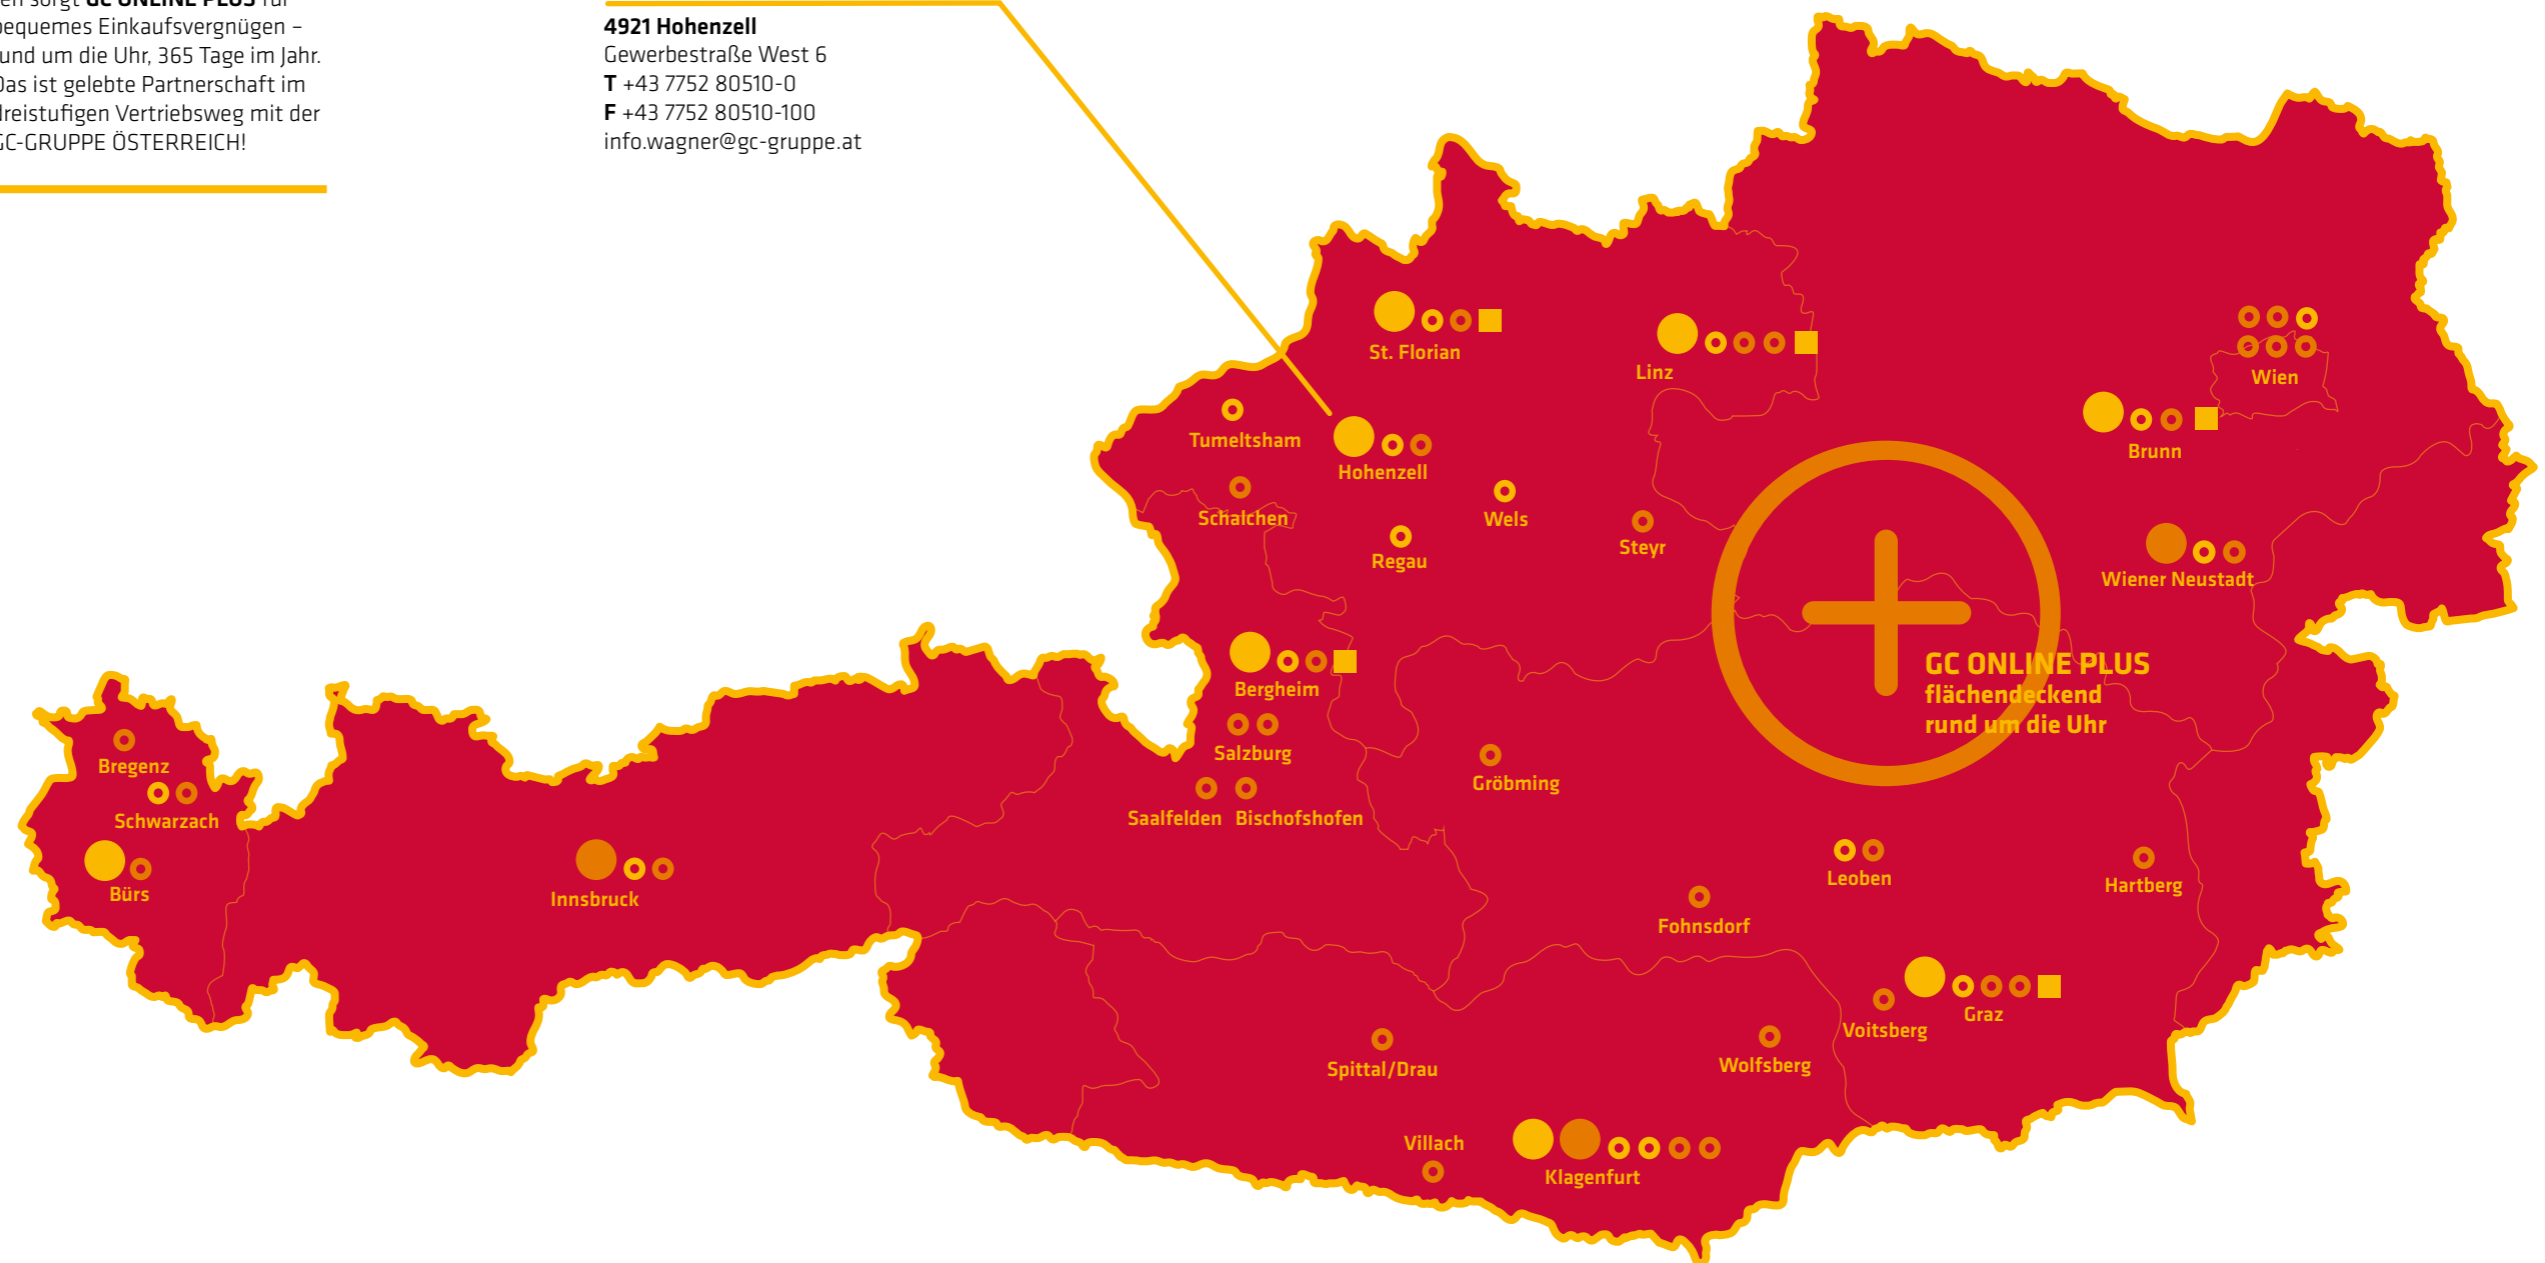 sorgt GC ONLINE PLUS für
bequemes Einkaufsvergnügen –
rund um die Uhr, 365 Tage im Jahr.
Das ist gelebte Partnerschaft im
dreistufigen Vertriebsweg mit der
GC-GRUPPE ÖSTERREICH!
4921 Hohenzell
Gewerbestraße West 6
T +43 7752 80510-0
F +43 7752 80510-100
info.wagner@gc-gruppe.at
St. Florian
Linz
Wien
Tumeltsham
Hohenzell
Brunn
Schalchen
Wels
Regau
Steyr
Wiener Neustadt
Bergheim
GC ONLINE PLUS
flächendeckend
rund um die Uhr
Salzburg
Bregenz
Gröbming
Schwarzach
Saalfelden
Bischofshofen
Bürs
Innsbruck
Leoben
Hartberg
Fohnsdorf
Graz
Voitsberg
Spittal/Drau
Wolfsberg
Villach
Klagenfurt